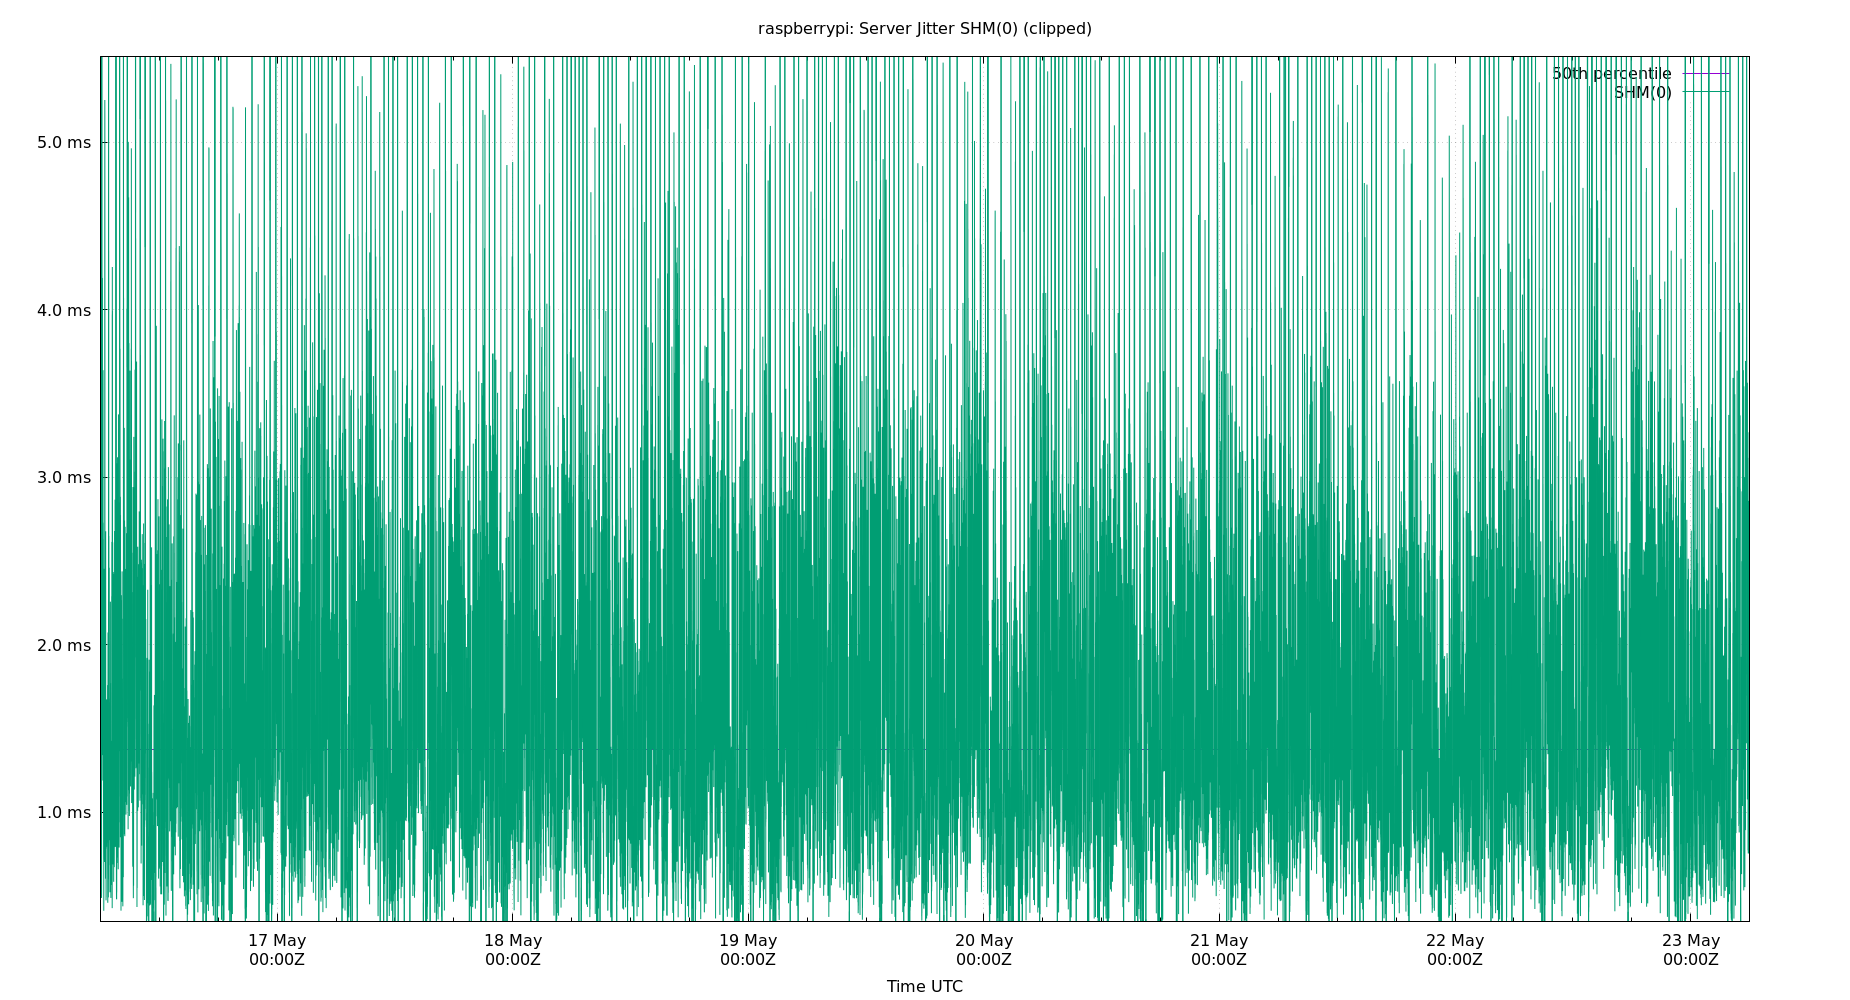 raspberrypi: Server Jitter SHM(0) (clipped)
50th percentile
SHM(0)
5.0 ms
4.0 ms
3.0 ms
2.0 ms
1.0 ms
17 May 18 May 19 May 20 May 21 May 22 May 23 May
00:00Z 00:00Z 00:00Z 00:00Z 00:00Z 00:00Z 00:00Z
Time UTC